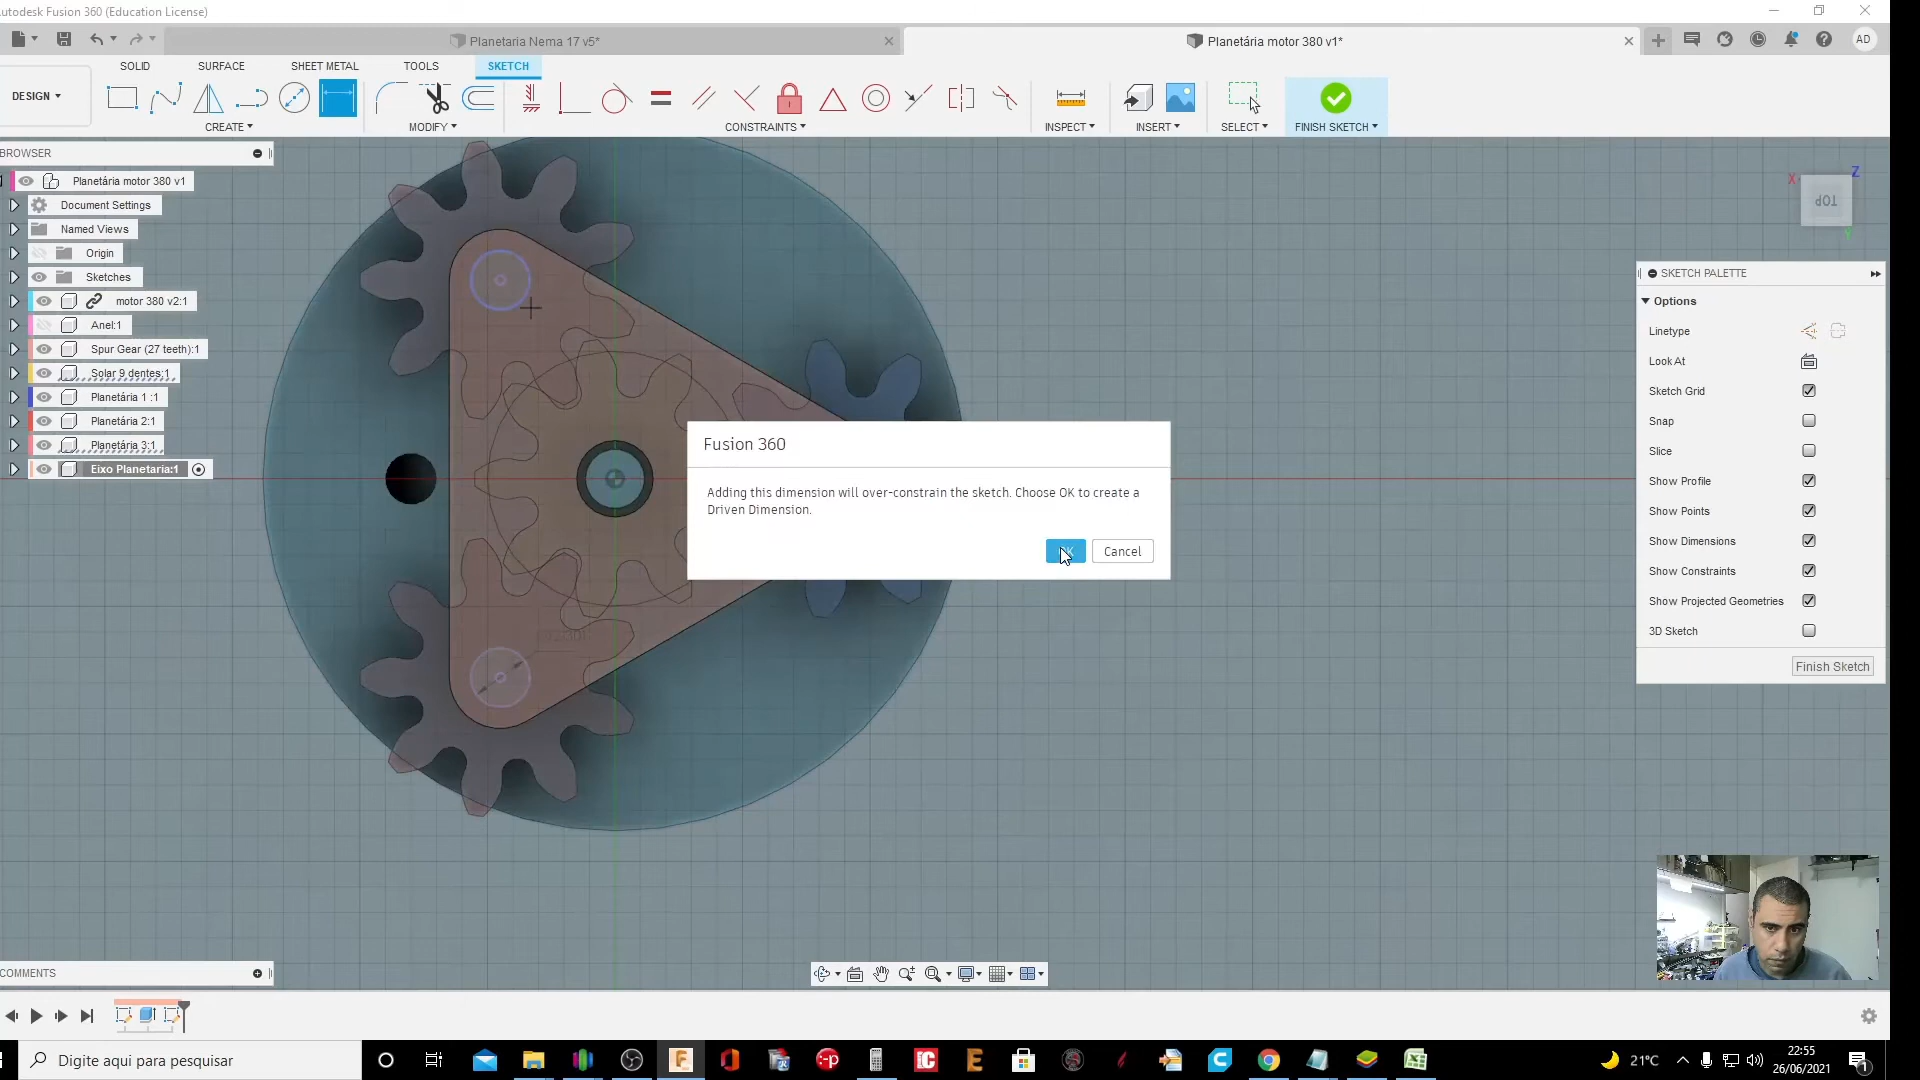 utodesk Fusion 360 (Education License)
Planetaria Nema 17 v5*
Planetária motor 380 v1*
AD
SOLID
SURFACE
SHEET METAL
TOOLS
SKETCH
DESIGN
CREATE
MODIFY
CONSTRAINTS
INSPECT
INSERT
SELECT
FINISH SKETCH
BROWSER
Planetária motor 380 v1
Document Settings
Named Views
Origin
Sketches
motor 380 v2:1
Anel:1
Spur Gear (27 teeth):1
Solar 9 dentes:1
Planetária 1 :1
Planetária 2:1
Planetária 3:1
Eixo Planetaria:1
X
Z
TOP
Y
SKETCH PALETTE
Options
Linetype
Look At
Sketch Grid
Snap
Slice
Show Profile
Show Points
Show Dimensions
Show Constraints
Show Projected Geometries
3D Sketch
Finish Sketch
Fusion 360
Adding this dimension will over-constrain the sketch. Choose OK to create a
Driven Dimension.
OK
Cancel
COMMENTS
Digite aqui para pesquisar
21°C
22:55
26/06/2021